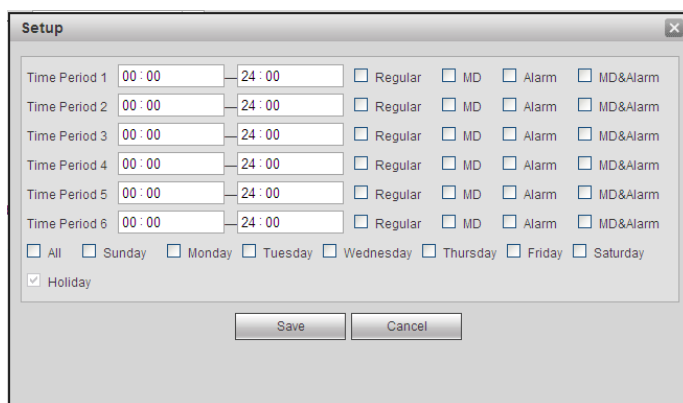 Setup
Time Period 1 00:00 — 24:00 Regular MD Alarm MD&Alarm
Time Period 2 00:00 — 24:00 Regular MD Alarm MD&Alarm
Time Period 3 00:00 — 24:00 Regular MD Alarm MD&Alarm
Time Period 4 00:00 — 24:00 Regular MD Alarm MD&Alarm
Time Period 5 00:00 — 24:00 Regular MD Alarm MD&Alarm
Time Period 6 00:00 — 24:00 Regular MD Alarm MD&Alarm
All Sunday Monday Tuesday Wednesday Thursday Friday Saturday
Holiday
Save Cancel